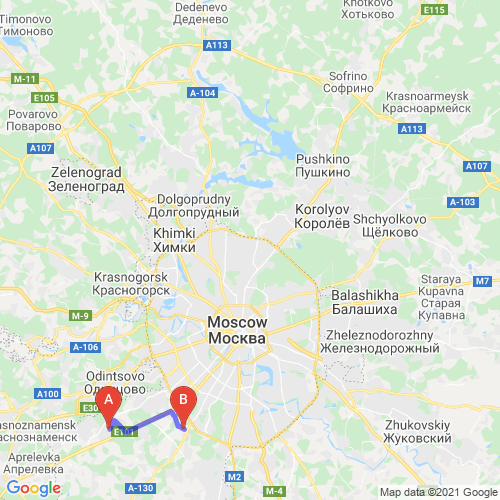 Timonovo
Тимоново
Dedenevo
Деденево
Khotkovo
Хотьково
E115
A113
M-11
E105
A-104
Sofrino
Софрино
Krasnoarmeysk
Красноармейск
Povarovo
Поварово
A113
A107
A107
Zelenograd
Зеленоград
Pushkino
Пушкино
Dolgoprudny
Долгопрудный
A-103
Korolyov
Королёв
Shchyolkovo
Щёлково
Khimki
Химки
Krasnogorsk
Красногорск
Staraya
Kupavna
Старая
Купавна
M7
Balashikha
Балашиха
M-9
Moscow
Москва
Zheleznodorozhny
Железнодорожный
A-106
Odintsovo
Одинцово
A-100
E30
A
B
E101
Zhukovskiy
Жуковский
Aprelevka
Апрелевка
A-130
M2
M-4
Google
Map data ©2021 Google